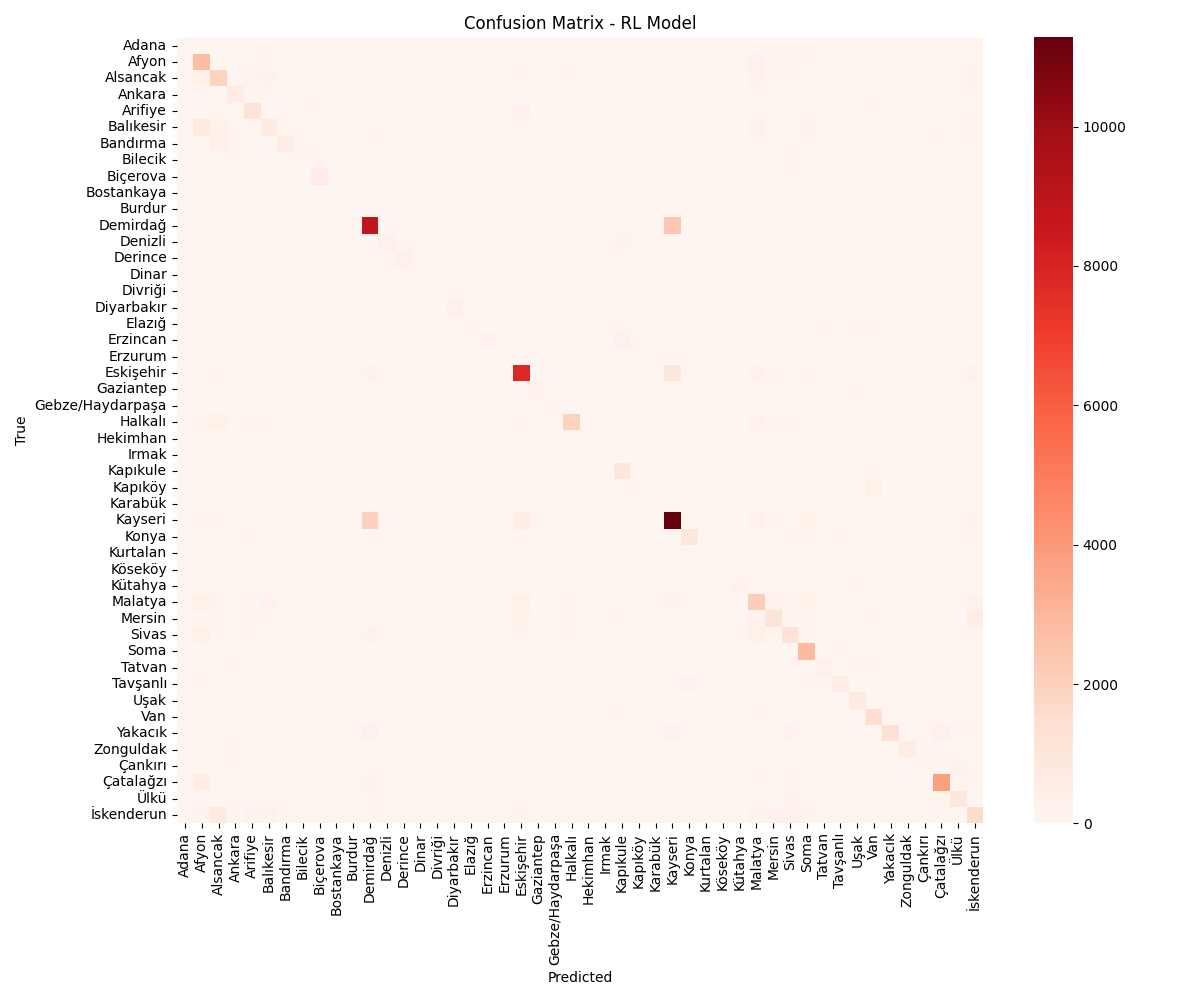 Confusion Matrix - RL Model
Adana
Afyon
Alsancak
Ankara
Arifiye
Balıkesir
Bandırma
Bilecik
Biçerova
Bostankaya
Burdur
Demirdağ
Denizli
Derince
Dinar
Divriği
Diyarbakır
Elazığ
Erzincan
Erzurum
Eskişehir
Gaziantep
Gebze/Haydarpaşa
Halkalı
Hekimhan
Irmak
Kapıkule
Kapıköy
Karabük
Kayseri
Konya
Kurtalan
Köseköy
Kütahya
Malatya
Mersin
Sivas
Soma
Tatvan
Tavşanlı
Uşak
Van
Yakacık
Zonguldak
Çankırı
Çatalağzı
Ülkü
İskenderun
True
Adana
Afyon
Alsancak
Ankara
Arifiye
Balıkesir
Bandırma
Bilecik
Biçerova
Bostankaya
Burdur
Demirdağ
Denizli
Derince
Dinar
Divriği
Diyarbakır
Elazığ
Erzincan
Erzurum
Eskişehir
Gaziantep
Gebze/Haydarpaşa
Halkalı
Hekimhan
Irmak
Kapıkule
Kapıköy
Karabük
Kayseri
Konya
Kurtalan
Köseköy
Kütahya
Malatya
Mersin
Sivas
Soma
Tatvan
Tavşanlı
Uşak
Van
Yakacık
Zonguldak
Çankırı
Çatalağzı
Ülkü
İskenderun
Predicted
10000
8000
6000
4000
2000
0